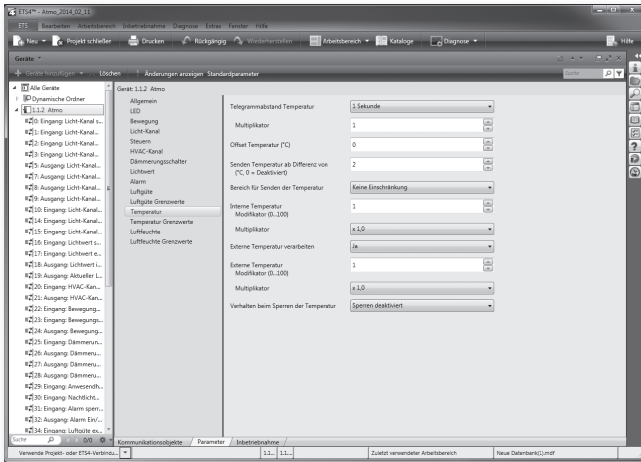 ETS4™ - Atmo_2014_02_11
ETS Bearbeiten Arbeitsbereich Inbetriebnahme Diagnose Extras Fenster Hilfe
Neu Projekt schließen Drucken Rückgängig Wiederherstellen Arbeitsbereich Kataloge Diagnose Hilfe
Geräte
Geräte hinzufügen Löschen Änderungen anzeigen Standardparameter Suche
Alle Geräte
Dynamische Ordner
1.1.2 Atmo
0: Eingang: Licht-Kanal s...
1: Eingang: Licht-Kanal...
2: Eingang: Licht-Kanal...
3: Eingang: Licht-Kanal...
5: Ausgang: Licht-Kanal...
7: Ausgang: Licht-Kanal...
8: Ausgang: Licht-Kanal...
9: Ausgang: Licht-Kanal...
10: Eingang: Licht-Kanal...
14: Eingang: Licht-Kanal...
15: Eingang: Licht-Kanal...
16: Eingang: Lichtwert s...
17: Eingang: Lichtwert e...
18: Ausgang: Lichtwert i...
19: Ausgang: Aktueller L...
20: Eingang: HVAC-Kan...
21: Ausgang: HVAC-Kan...
22: Eingang: Bewegung...
23: Eingang: Bewegungs...
24: Ausgang: Bewegung...
25: Eingang: Dämmerun...
26: Ausgang: Dämmeru...
27: Ausgang: Dämmeru...
28: Ausgang: Dämmeru...
29: Eingang: Anwesendh...
30: Eingang: Nachtlicht...
31: Eingang: Alarm sperr...
32: Ausgang: Alarm Ein/...
34: Eingang: Luftgüte ex...
Suche 0/0
Gerät: 1.1.2 Atmo
Allgemein
LED
Bewegung
Licht-Kanal
Steuern
HVAC-Kanal
Dämmerungsschalter
Lichtwert
Alarm
Luftgüte
Luftgüte Grenzwerte
Temperatur
Temperatur Grenzwerte
Luftfeuchte
Luftfeuchte Grenzwerte
Telegrammabstand Temperatur 1 Sekunde
Multiplikator 1
Offset Temperatur (°C) 0
Senden Temperatur ab Differenz von 2
(°C, 0 = Deaktiviert)
Bereich für Senden der Temperatur Keine Einschränkung
Interne Temperatur 1
Modifikator (0...100)
Multiplikator x 1,0
Externe Temperatur verarbeiten Ja
Externe Temperatur 1
Modifikator (0...100)
Multiplikator x 1,0
Verhalten beim Sperren der Temperatur Sperren deaktiviert
Kommunikationsobjekte Parameter Inbetriebnahme
Verwende Projekt- oder ETS4-Verbindu... 1.1... 1.1... Zuletzt verwendeter Arbeitsbereich Neue Datenbank(1).mdf